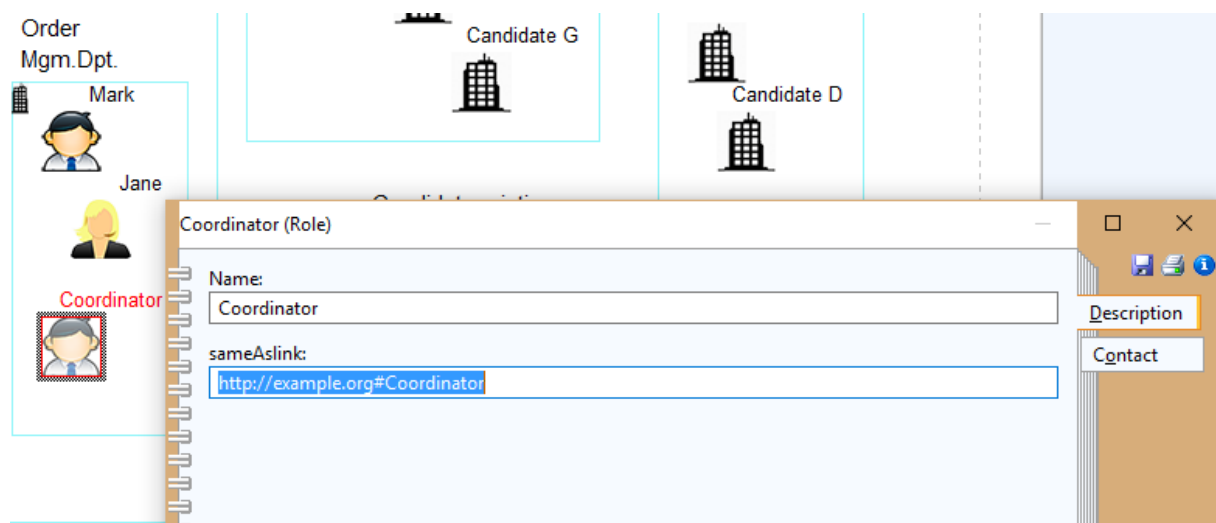 Order
Mgm.Dpt.
Mark
Jane
Coordinator
Candidate G
Candidate D
Coordinator (Role)
Name:
Coordinator
sameAslink:
http://example.org#Coordinator
Description
Contact